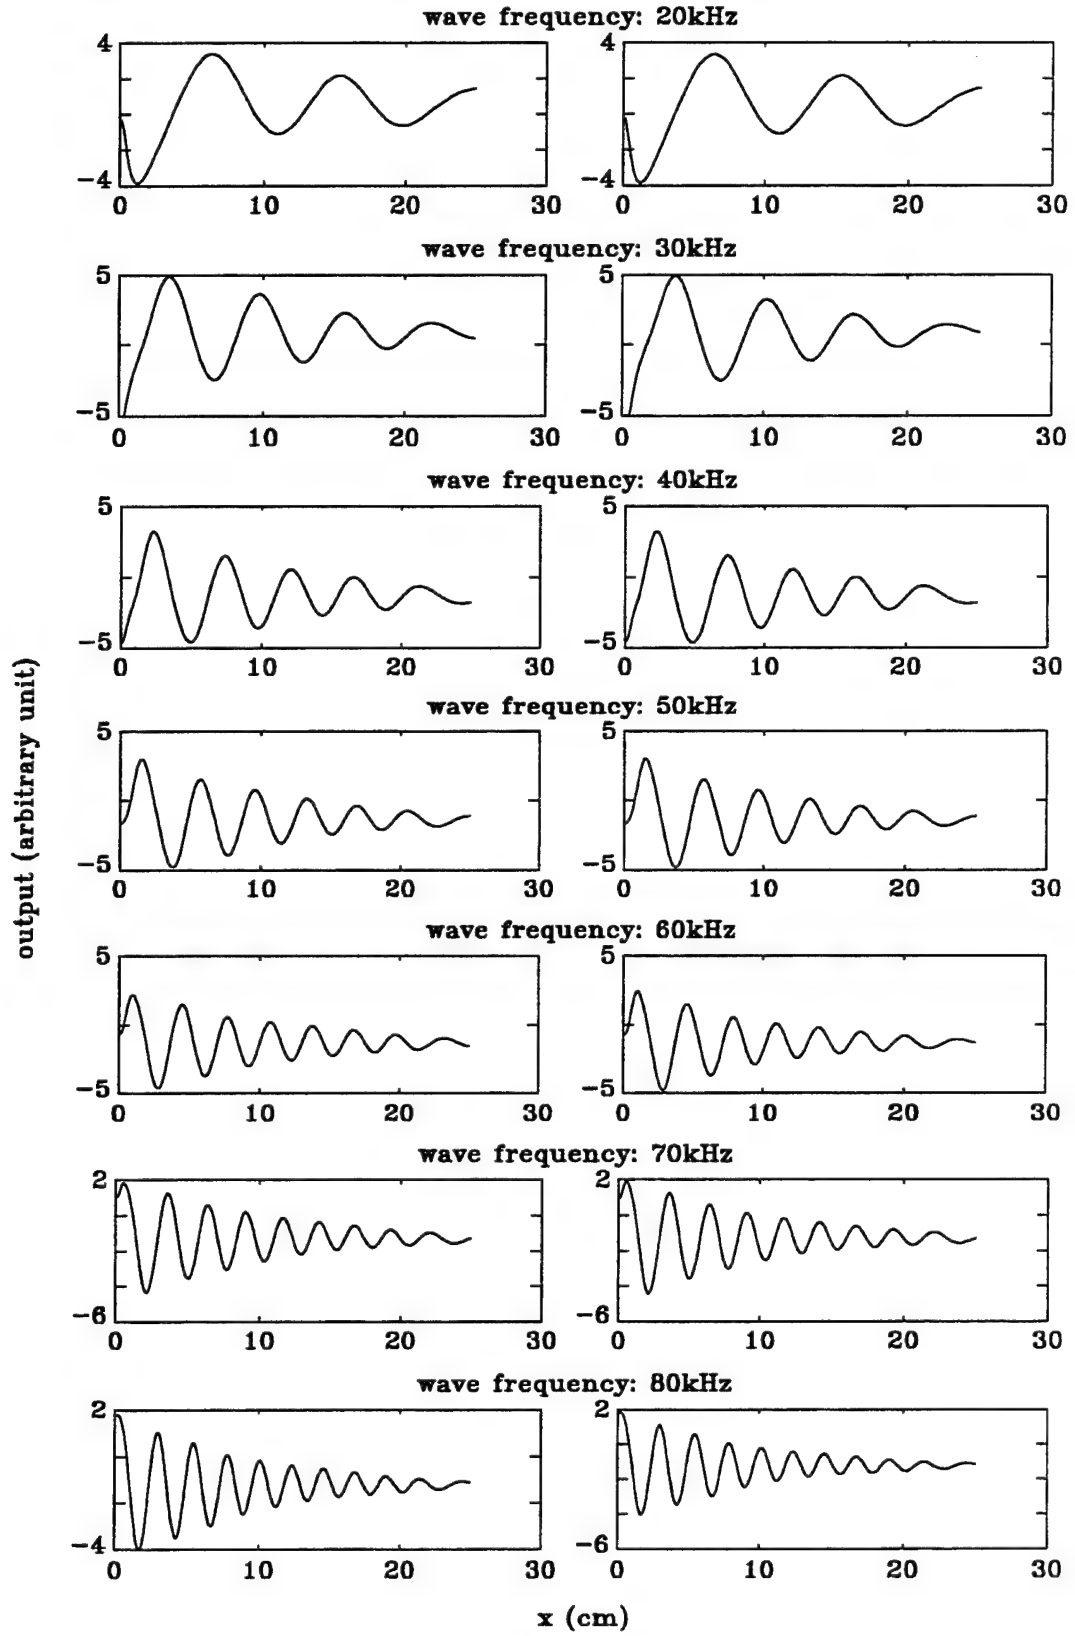 wave frequency: 20kHz
4 4
-4 -4
0 10 20 30 0 10 20 30
wave frequency: 30kHz
5 5
-5 -5
0 10 20 30 0 10 20 30
wave frequency: 40kHz
5 5
-5 -5
0 10 20 30 0 10 20 30
wave frequency: 50kHz
5 5
-5 -5
0 10 20 30 0 10 20 30
output (arbitrary unit)
wave frequency: 60kHz
5 5
-5 -5
0 10 20 30 0 10 20 30
wave frequency: 70kHz
2 2
-6 -6
0 10 20 30 0 10 20 30
wave frequency: 80kHz
2 2
-4 -6
0 10 20 30 0 10 20 30
x (cm)